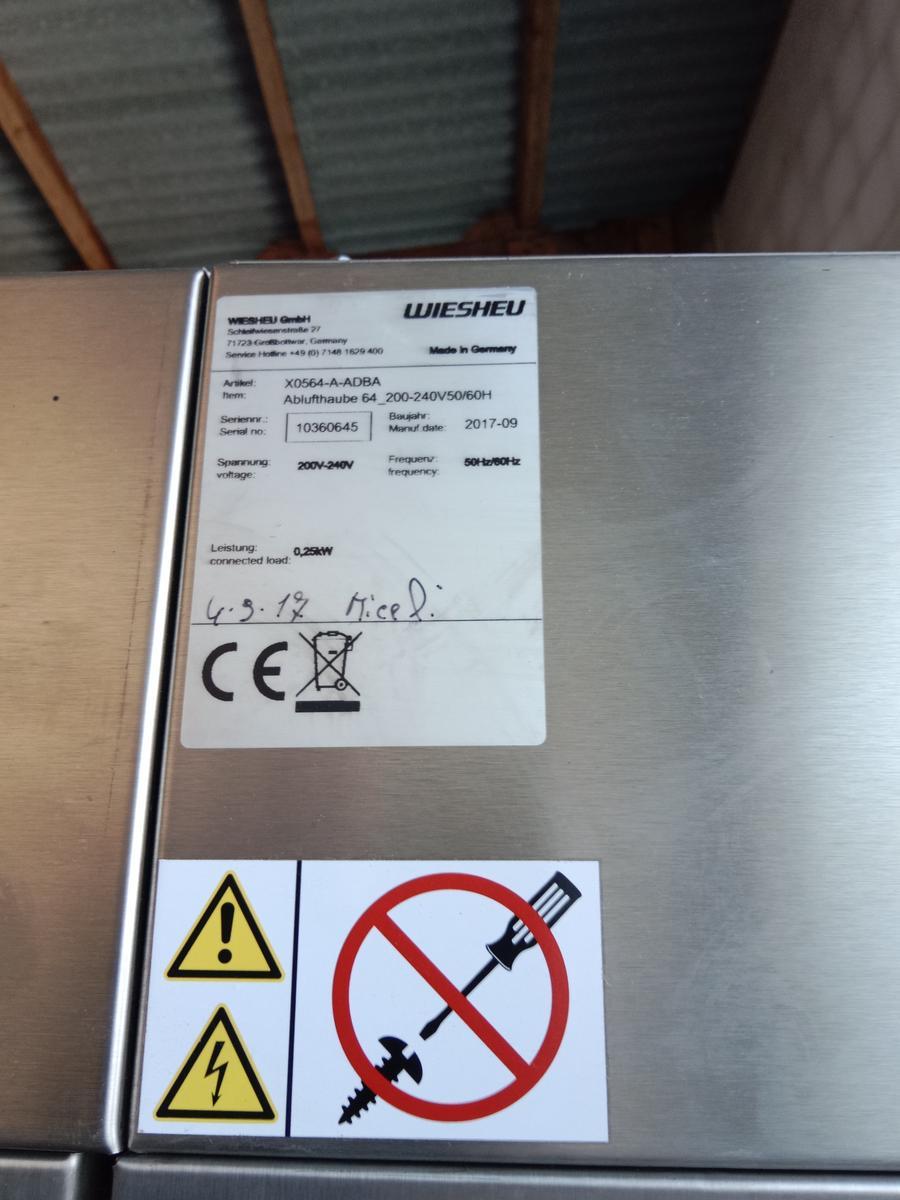 WIESHEU GmbH
WIESHEU
Schleifwiesenstraße 27
71723 Großbottwar, Germany
Service Hotline +49 (0) 7148 1629 400
Made in Germany
Artikel: X0564-A-ADBA
Item: Ablufthaube 64_200-240V50/60H
Seriennr.: Baujahr:
Serial no: 10360645 Manuf date: 2017-09
Spannung: 200V-240V Frequenz: 50Hz/60Hz
voltage: frequency:
Leistung: 0,25kW
connected load:
4.9.17 Miceli
CE